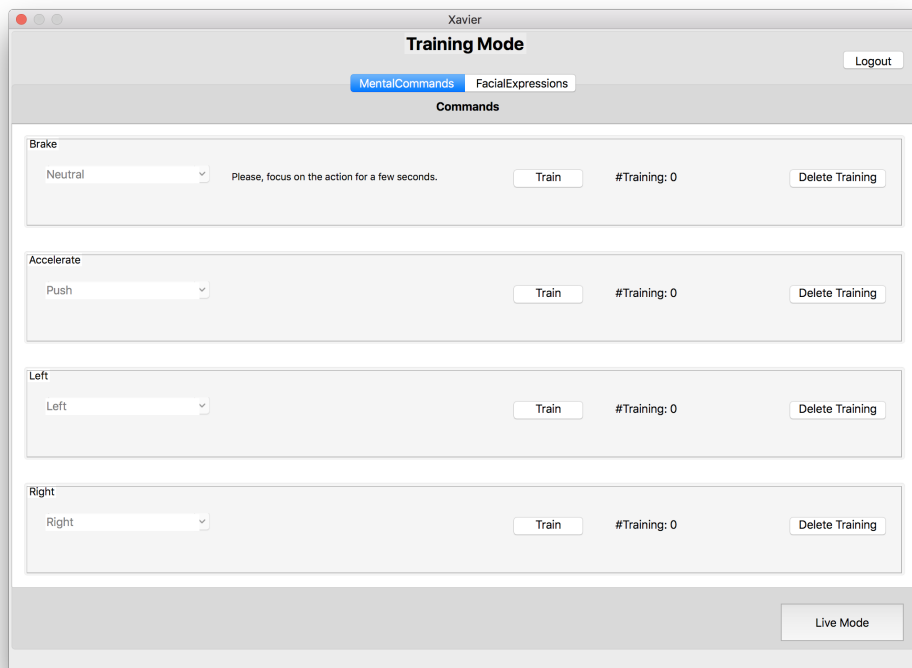 Xavier
Training Mode
Logout
MentalCommands FacialExpressions
Commands
Brake
Neutral Please, focus on the action for a few seconds. Train #Training: 0 Delete Training
Accelerate
Push Train #Training: 0 Delete Training
Left
Left Train #Training: 0 Delete Training
Right
Right Train #Training: 0 Delete Training
Live Mode